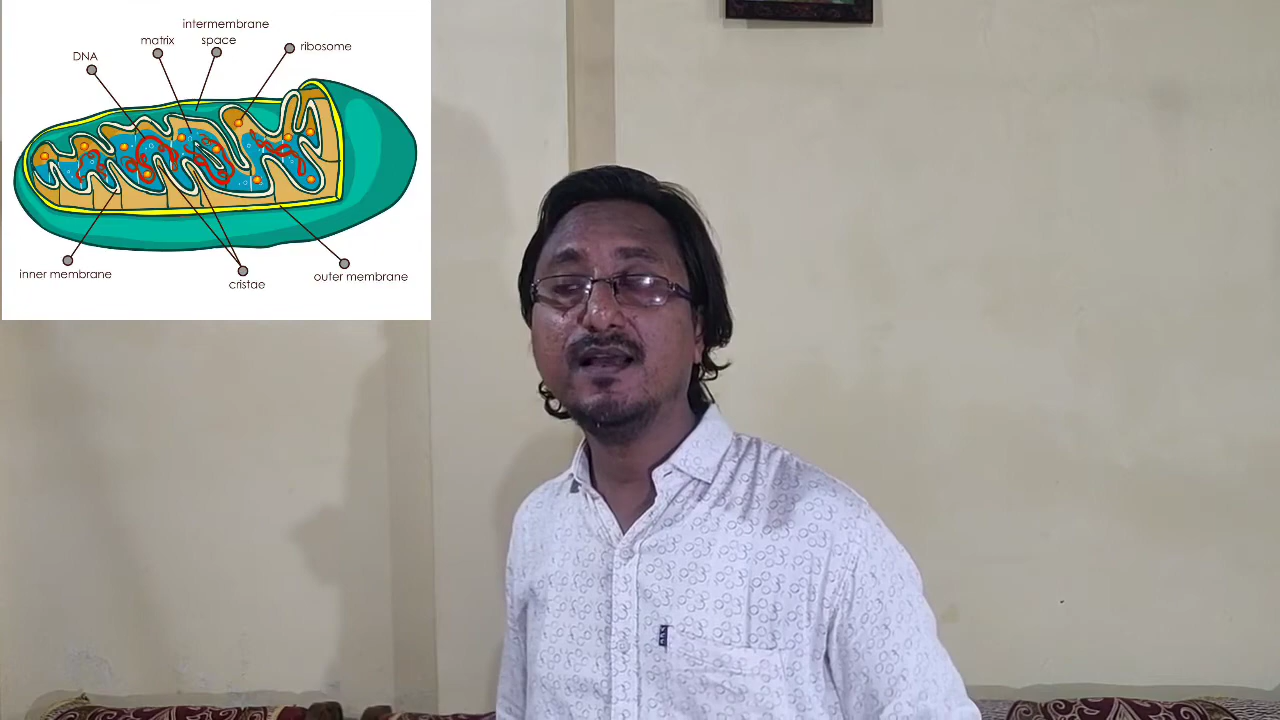 intermembrane
space
matrix
ribosome
DNA
inner membrane
cristae
outer membrane